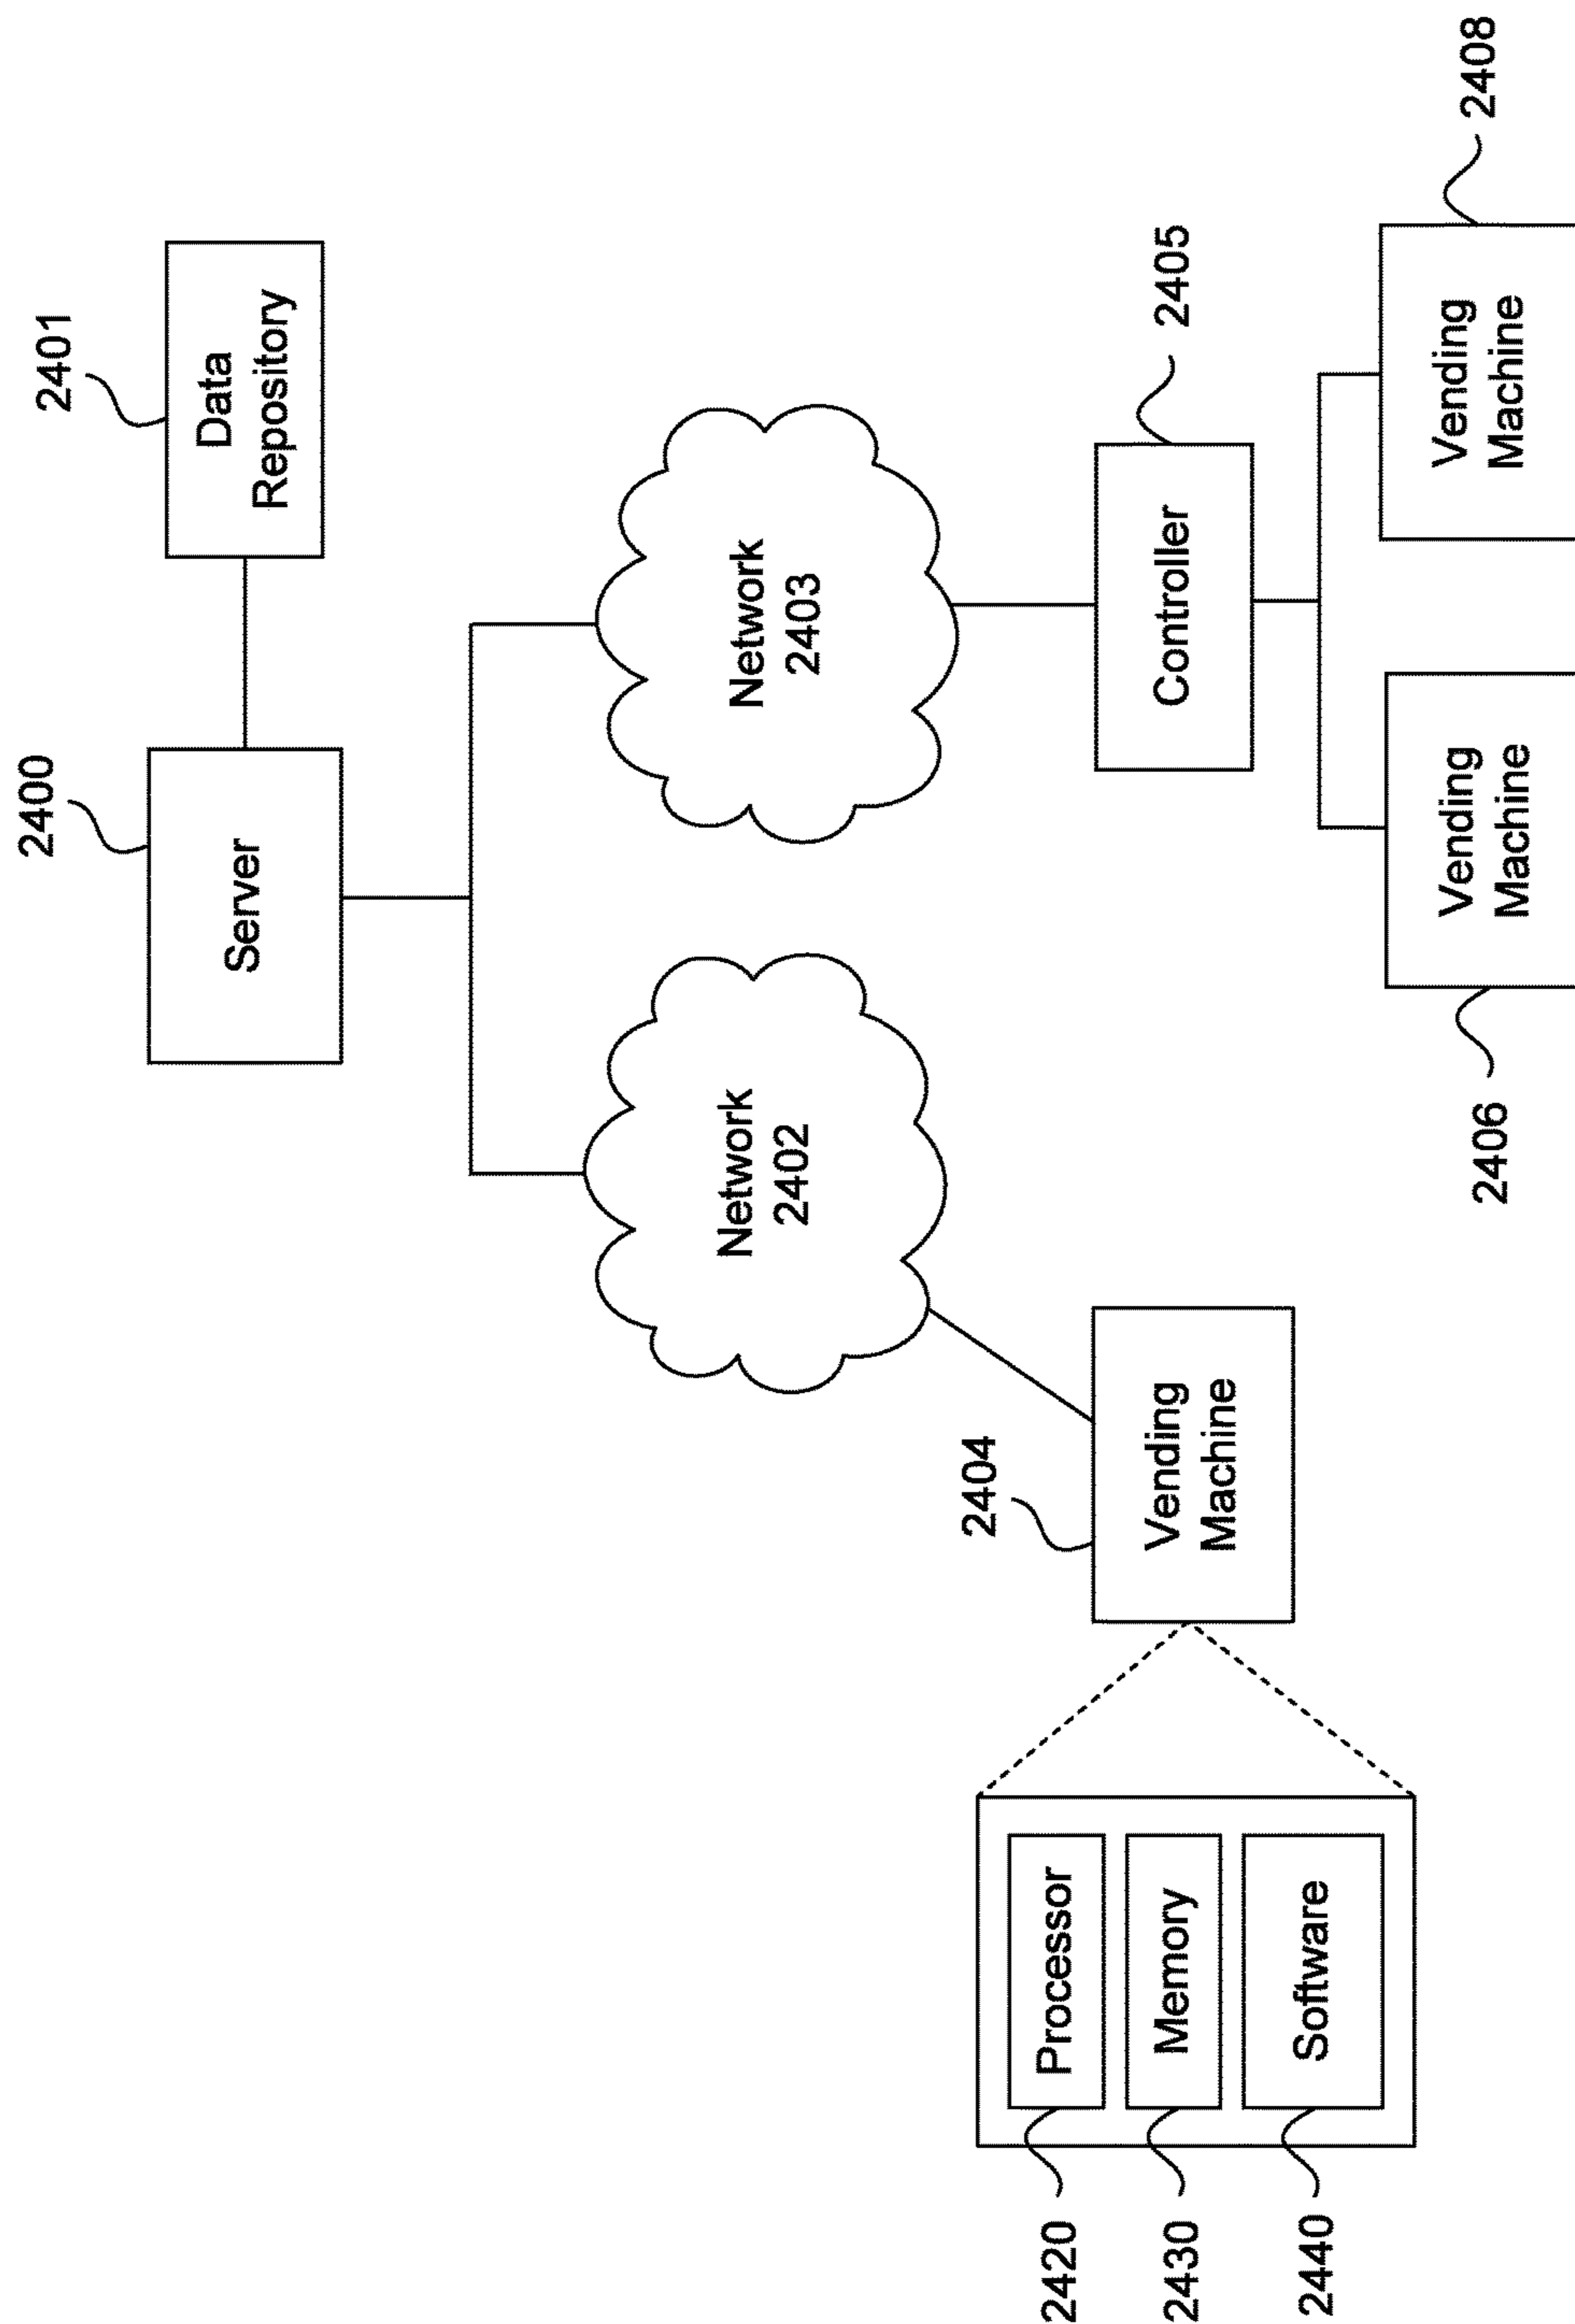 2400
Server
2401
Data
Repository
Network
2402
Network
2403
2404
Vending
Machine
2405
Controller
2420
Processor
2430
Memory
2440
Software
2406
Vending
Machine
2408
Vending
Machine